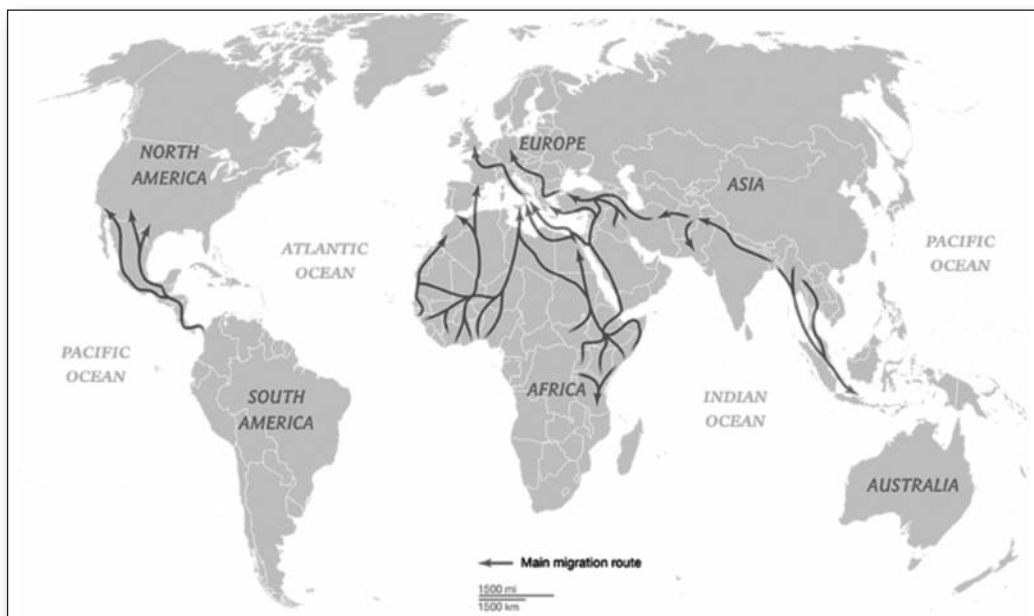 NORTH
AMERICA
EUROPE
ASIA
ATLANTIC
OCEAN
PACIFIC
OCEAN
PACIFIC
OCEAN
SOUTH
AMERICA
AFRICA
INDIAN
OCEAN
AUSTRALIA
Main migration route
1500 mi
1500 km